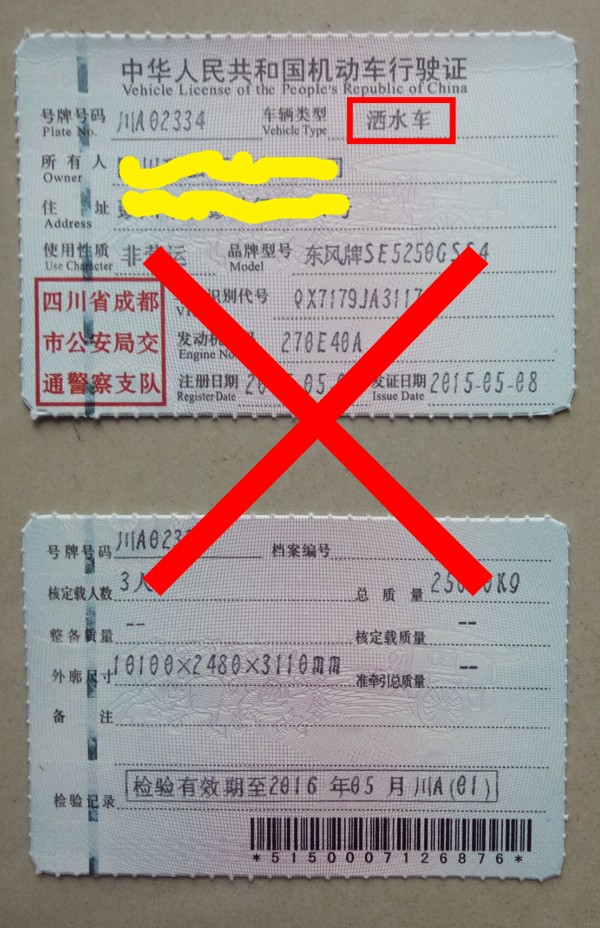 中华人民共和国机动车行驶证
Vehicle License of the People's Republic of China
号牌号码 川A02334 车辆类型 洒水车
Plate No. Vehicle Type
所有人
Owner
住址
Address
使用性质 非营运 品牌型号 东风牌SE5250GSS4
Use Character Model
四川省成都
市公安局交
通警察支队
识别代号 QX7179JA3117
发动机 270E40A
Engine No.
注册日期 发证日期 2015-05-08
Register Date Issue Date
号牌号码 川A023 档案编号
核定载人数 3人 总质量 K9
整备质量 -- 核定载质量 --
外廓尺寸 10100×2480×3110mm 准牵引总质量 --
备注
检验记录 检验有效期至2016年05月川A(01)
*5150007126876*